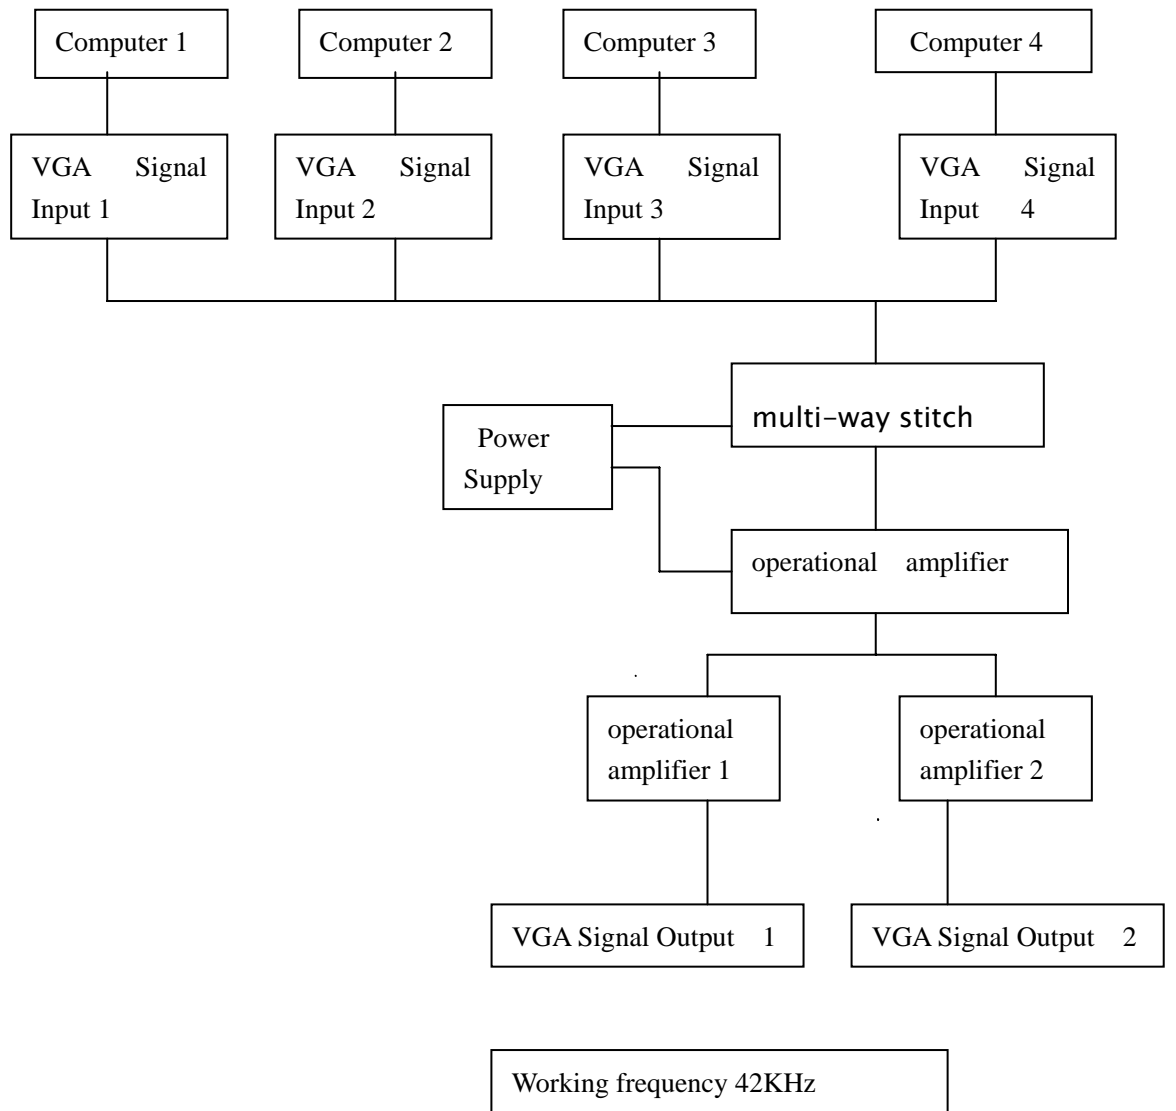 Computer 1
Computer 2
Computer 3
Computer 4
VGA Signal
Input 1
VGA Signal
Input 2
VGA Signal
Input 3
VGA Signal
Input 4
multi-way stitch
Power
Supply
operational amplifier
operational
amplifier 1
operational
amplifier 2
VGA Signal Output 1
VGA Signal Output 2
Working frequency 42KHz